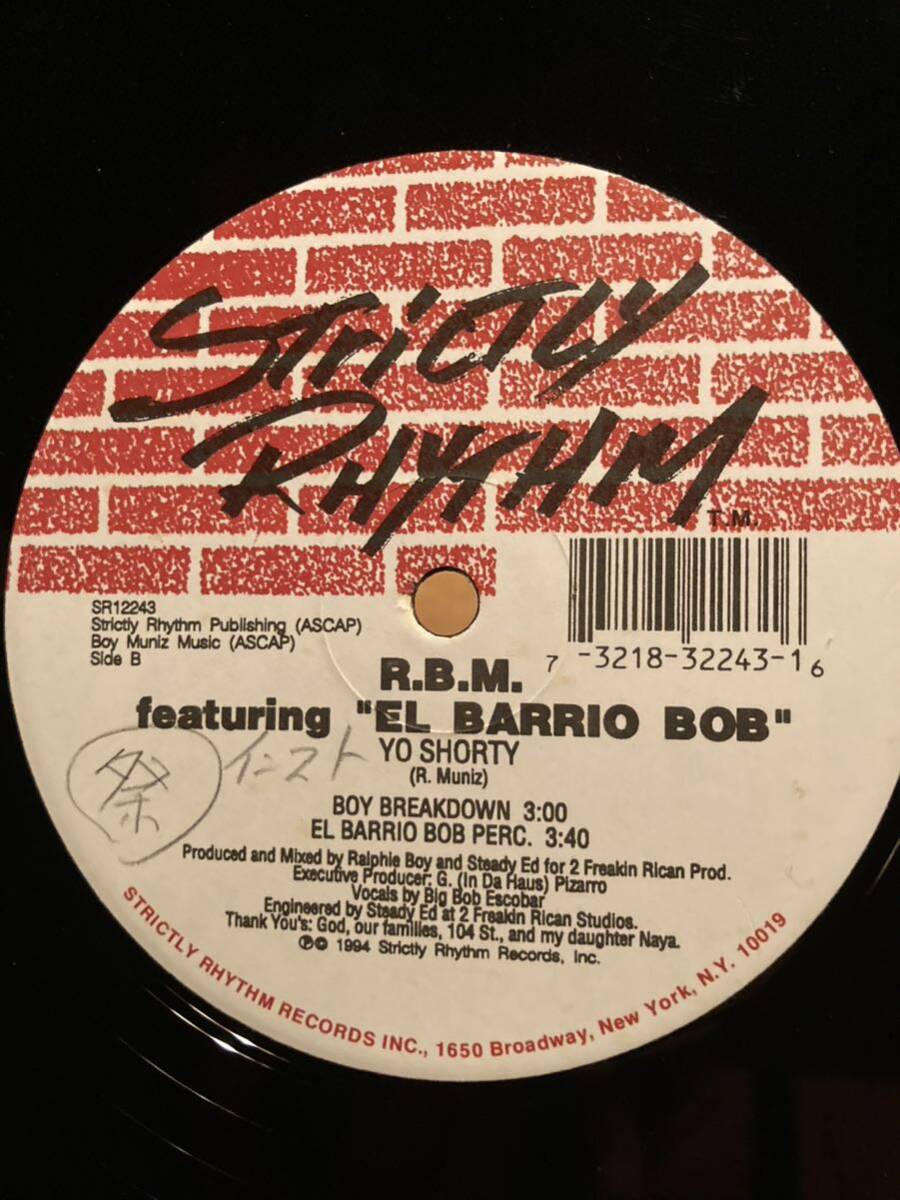 STRICTLY
RHYTHM
T.M.
SR12243
Strictly Rhythm Publishing (ASCAP)
Boy Muniz Music (ASCAP)
Side B
7 -3218-32243-1 6
R.B.M.
featuring "EL BARRIO BOB"
祭 インスト YO SHORTY
(R. Muniz)
BOY BREAKDOWN 3:00
EL BARRIO BOB PERC. 3:40
Produced and Mixed by Ralphie Boy and Steady Ed for 2 Freakin Rican Prod.
Executive Producer: G. (In Da Haus) Pizarro
Vocals by Big Bob Escobar
Engineered by Steady Ed at 2 Freakin Rican Studios.
Thank You's: God, our families, 104 St., and my daughter Naya.
℗© 1994 Strictly Rhythm Records, Inc.
STRICTLY RHYTHM RECORDS INC., 1650 Broadway, New York, N.Y. 10019